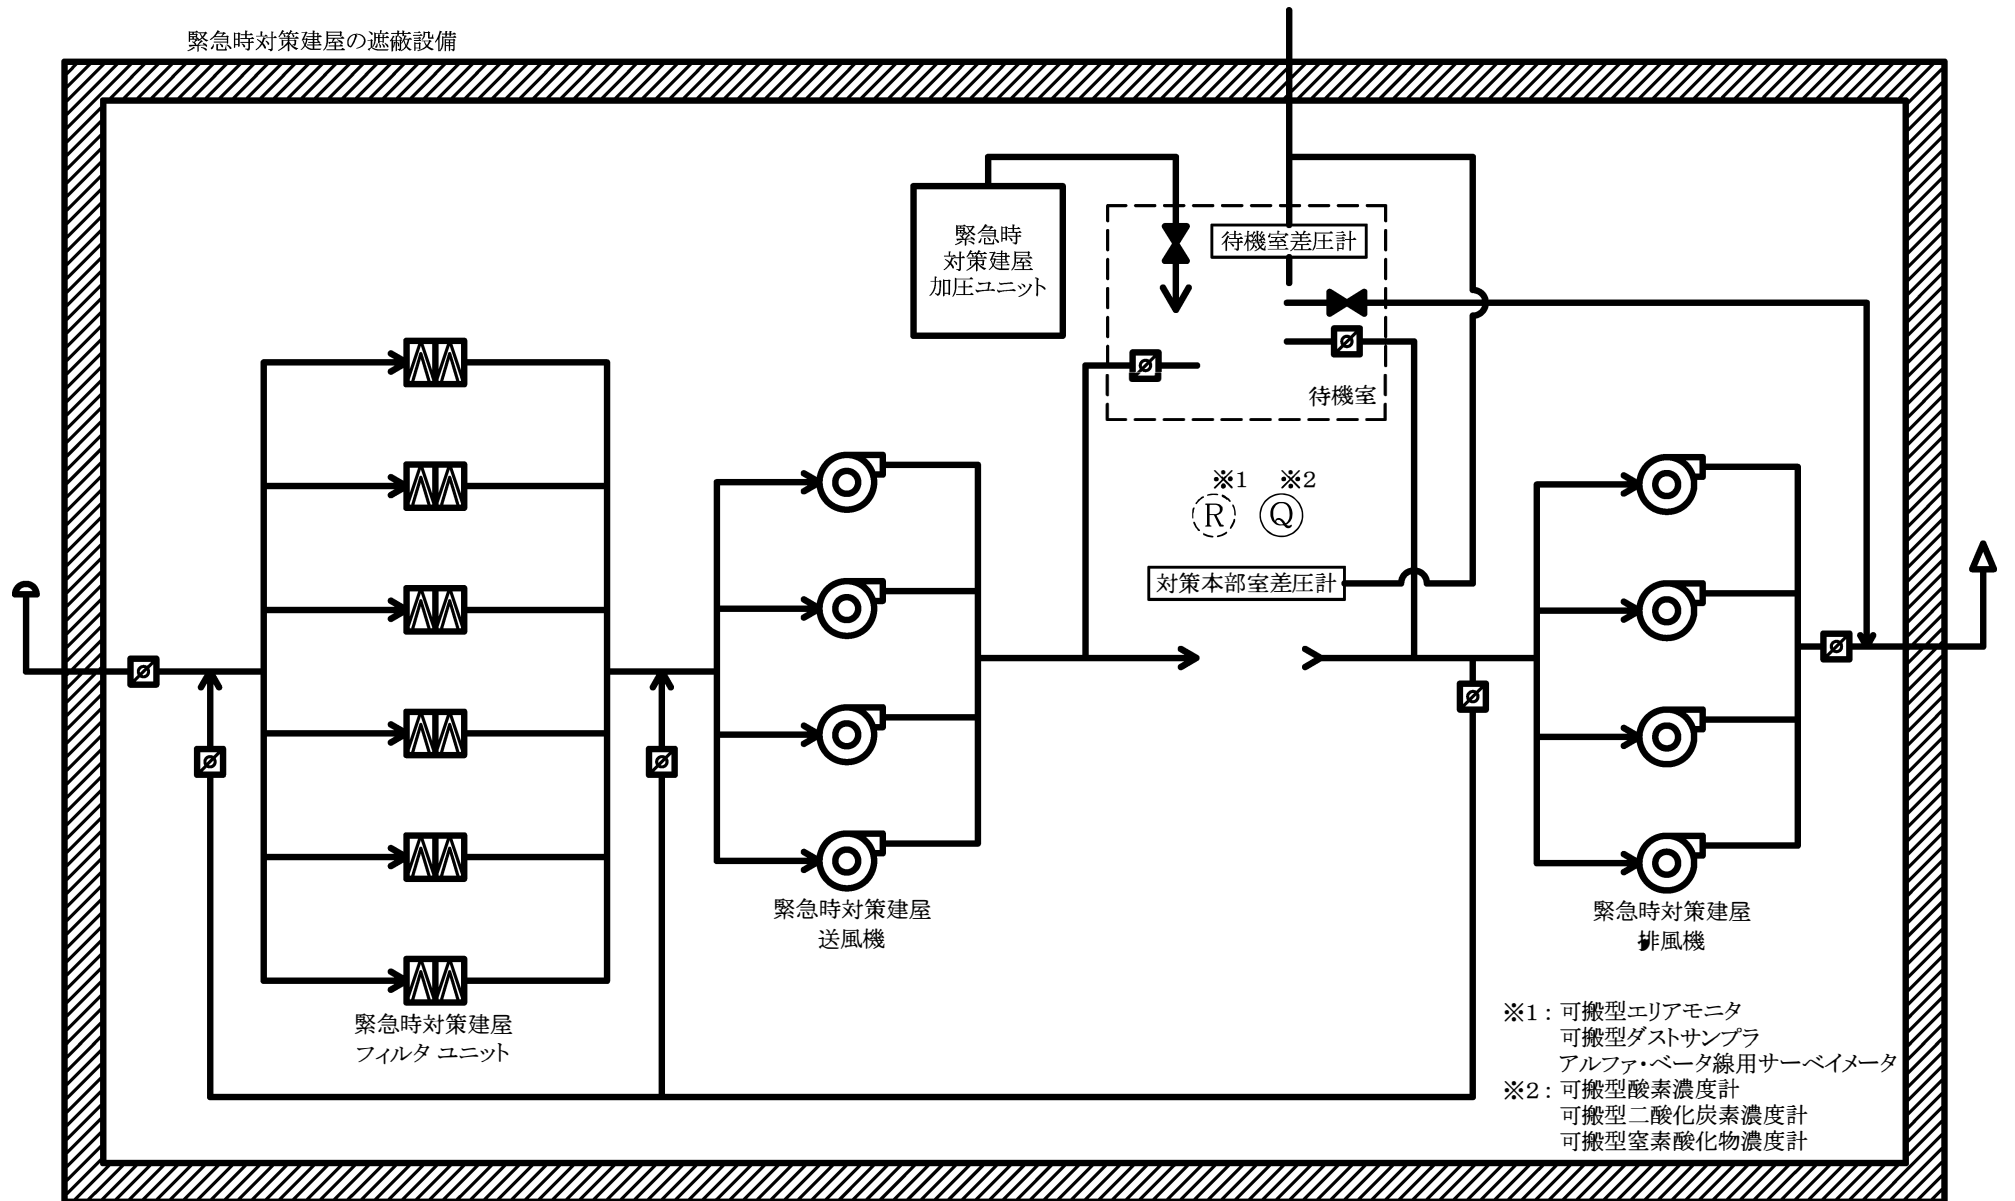 緊急時対策建屋の遮蔽設備
緊急時
対策建屋
加圧ユニット
待機室差圧計
待機室
※1
※2
R
Q
対策本部室差圧計
緊急時対策建屋
送風機
緊急時対策建屋
排風機
緊急時対策建屋
フィルタ ユニット
※1：可搬型エリアモニタ
可搬型ダストサンプラ
アルファ・ベータ線用サーベイメータ
※2：可搬型酸素濃度計
可搬型二酸化炭素濃度計
可搬型窒素酸化物濃度計